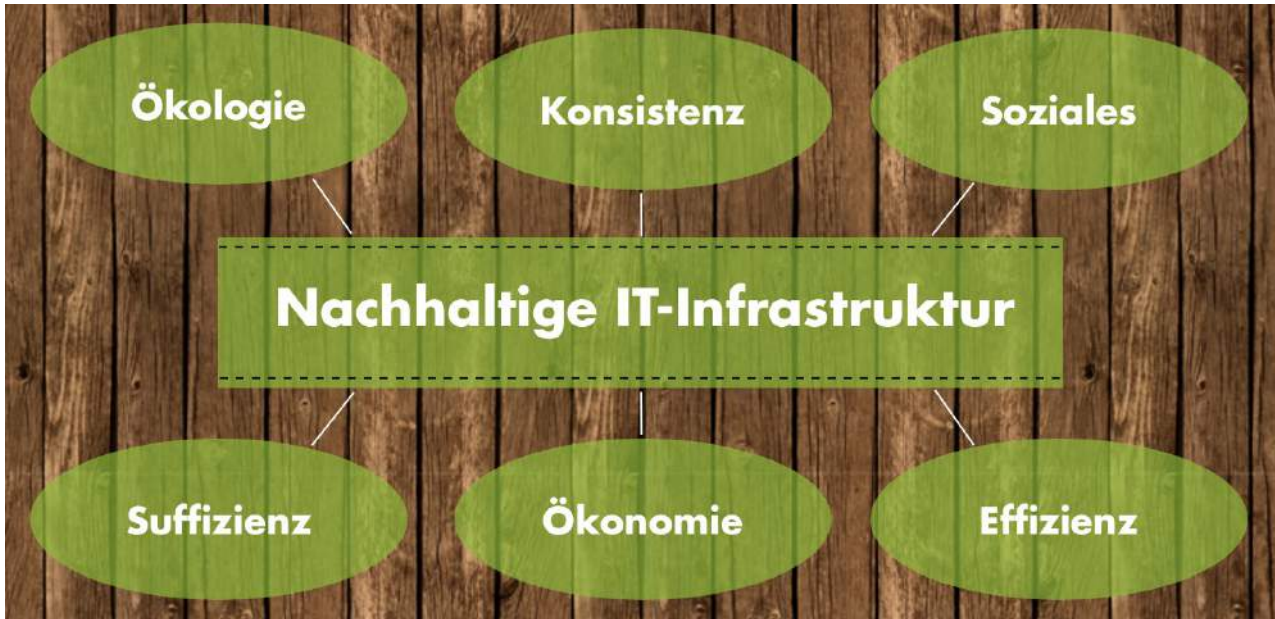 Ökologie
Konsistenz
Soziales
Nachhaltige IT-Infrastruktur
Suffizienz
Ökonomie
Effizienz